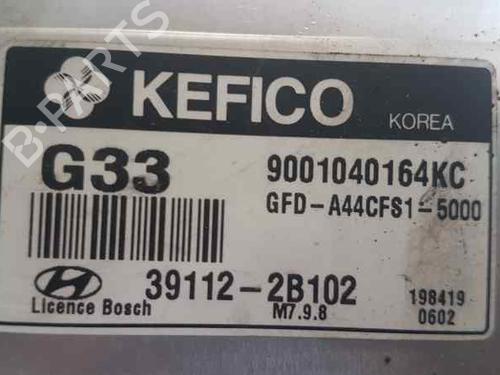 KEFICO KOREA
G33 9001040164KC
GFD-A44CFS1-5000
39112-2B102 198419
Licence Bosch M7.9.8 0602
B-PARTS